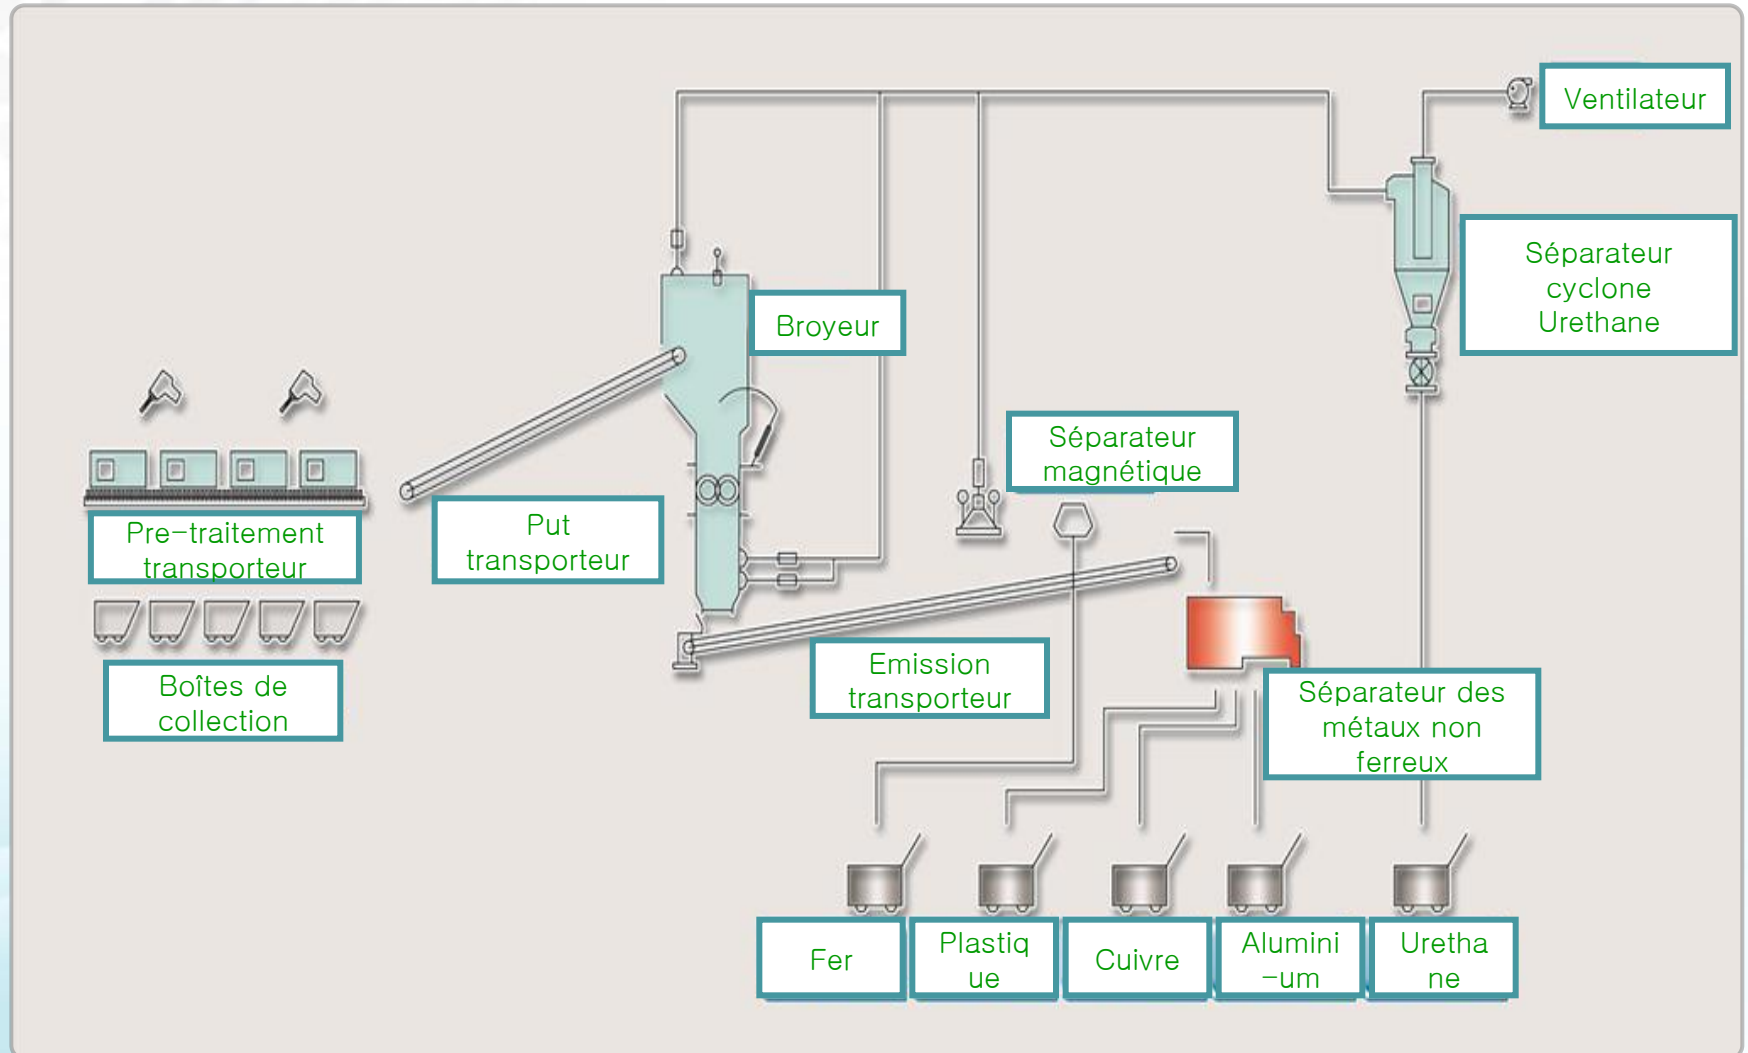 Ventilateur
Séparateur
cyclone
Urethane
Broyeur
Séparateur
magnétique
Pre-traitement
transporteur
Put
transporteur
Boîtes de
collection
Emission
transporteur
Séparateur des
métaux non
ferreux
Fer
Plastiq
ue
Cuivre
Alumini
-um
Uretha
ne